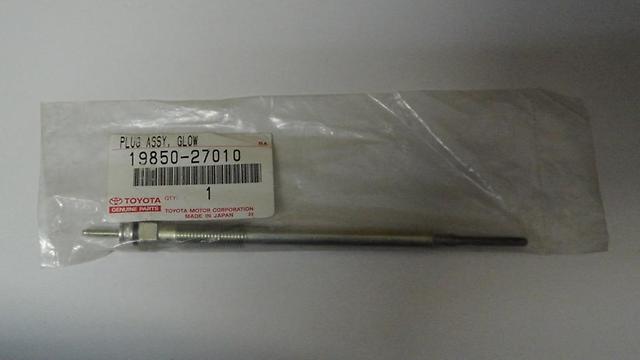 PLUG ASSY, GLOW
19850-27010
TOYOTA QTY: 1
GENUINE PARTS TOYOTA MOTOR CORPORATION
MADE IN JAPAN